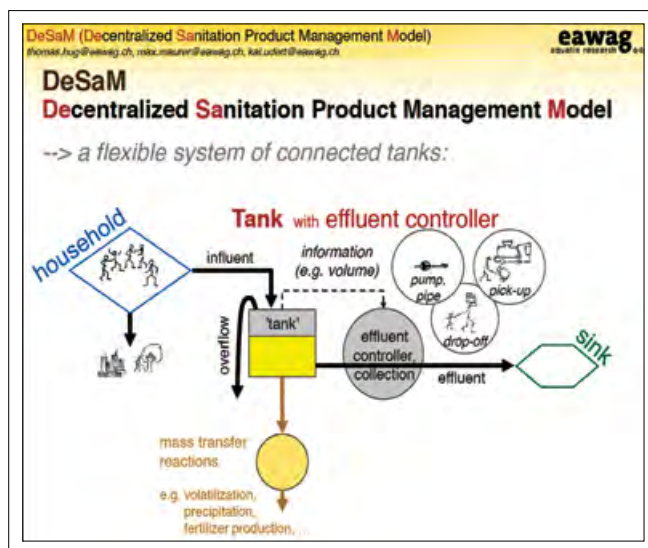 DeSaM (Decentralized Sanitation Product Management Model)
thomas.hug@eawag.ch, max.maurer@eawag.ch, kai.udert@eawag.ch
eawag
aquatic research
DeSaM
Decentralized Sanitation Product Management Model
--> a flexible system of connected tanks:
household
Tank with effluent controller
influent
information
(e.g. volume)
pump,
pipe
pick-up
drop-off
'tank'
overflow
effluent
controller,
collection
effluent
sink
mass transfer
reactions
e.g. volatilization,
precipitation,
fertilizer production, ...